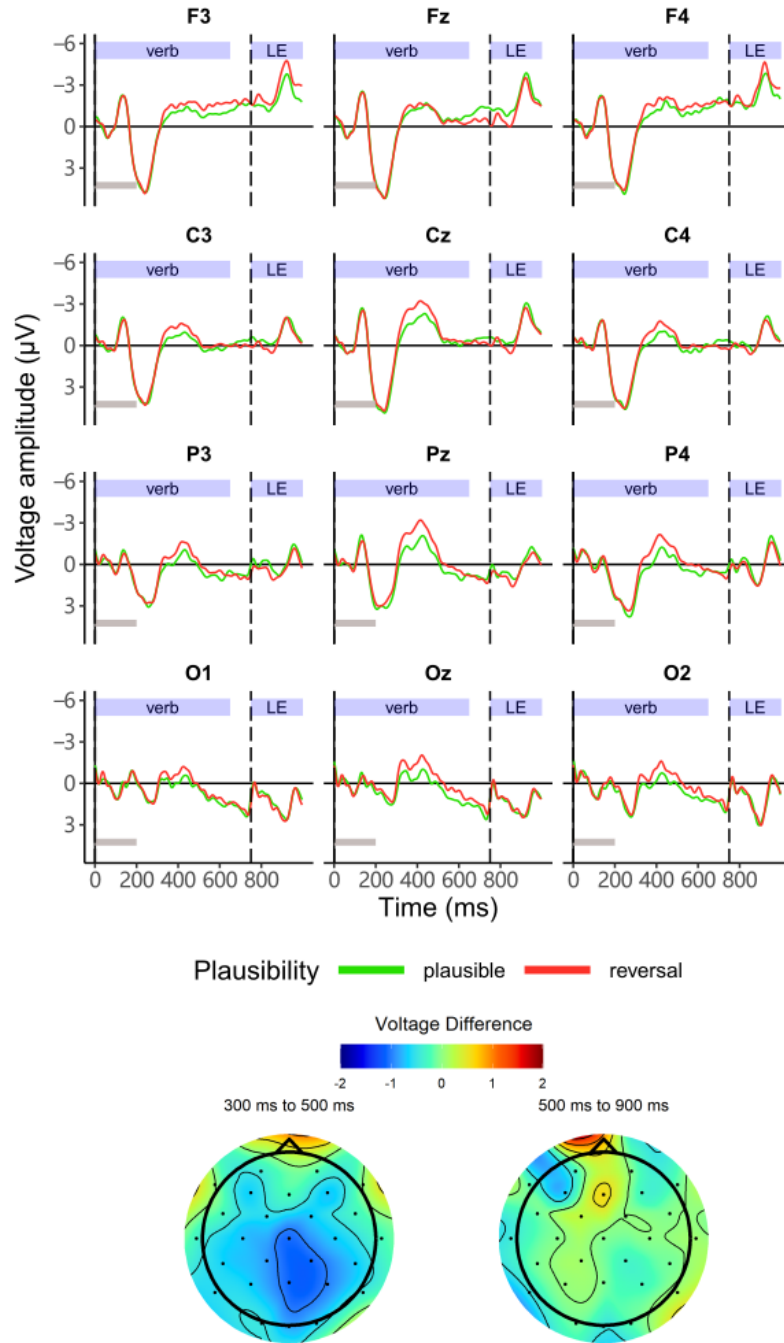 F3 Fz F4
-6 verb LE verb LE verb LE
-3
0
3
C3 Cz C4
-6 verb LE verb LE verb LE
-3
0
3
P3 Pz P4
-6 verb LE verb LE verb LE
-3
0
3
O1 Oz O2
-6 verb LE verb LE verb LE
-3
0
3
Voltage amplitude (µV)
0 200 400 600 800 0 200 400 600 800 0 200 400 600 800
Time (ms)
Plausibility plausible reversal
Voltage Difference
-2 -1 0 1 2
300 ms to 500 ms 500 ms to 900 ms